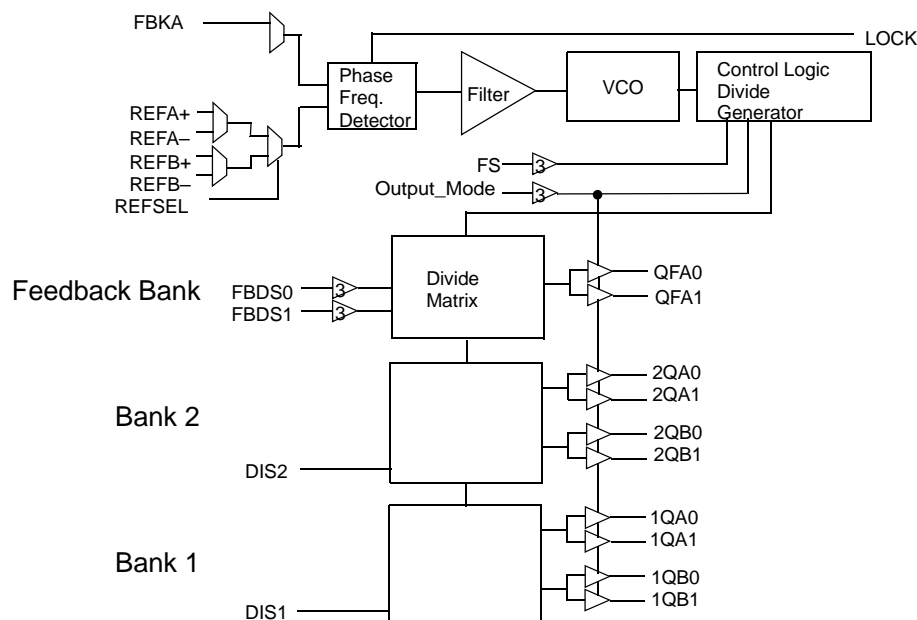 FBKA
LOCK
Phase
Freq.
Detector
Filter
VCO
Control Logic
Divide
Generator
REFA+
REFA–
REFB+
REFB–
REFSEL
FS
3
Output_Mode
3
Feedback Bank
FBDS0
3
FBDS1
3
Divide
Matrix
QFA0
QFA1
Bank 2
2QA0
2QA1
2QB0
2QB1
DIS2
Bank 1
1QA0
1QA1
1QB0
1QB1
DIS1